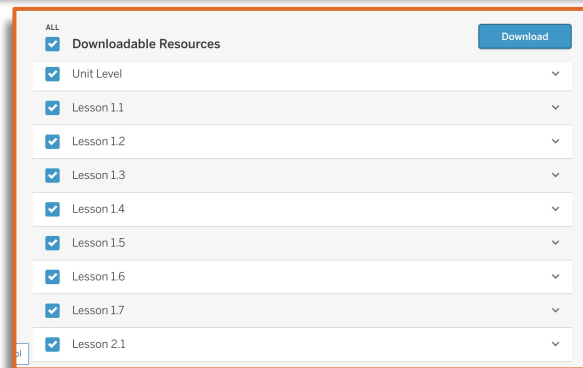 ALL
Downloadable Resources
Download
Unit Level
Lesson 1.1
Lesson 1.2
Lesson 1.3
Lesson 1.4
Lesson 1.5
Lesson 1.6
Lesson 1.7
Lesson 2.1
ol